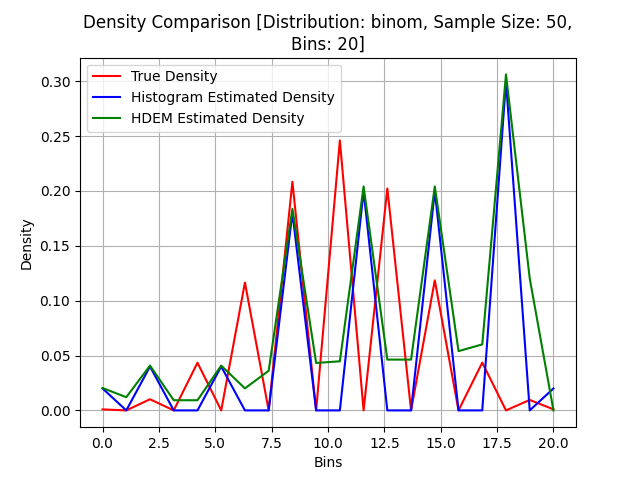 Density Comparison [Distribution: binom, Sample Size: 50,
Bins: 20]
True Density
Histogram Estimated Density
HDEM Estimated Density
Density
0.30
0.25
0.20
0.15
0.10
0.05
0.00
0.0 2.5 5.0 7.5 10.0 12.5 15.0 17.5 20.0
Bins